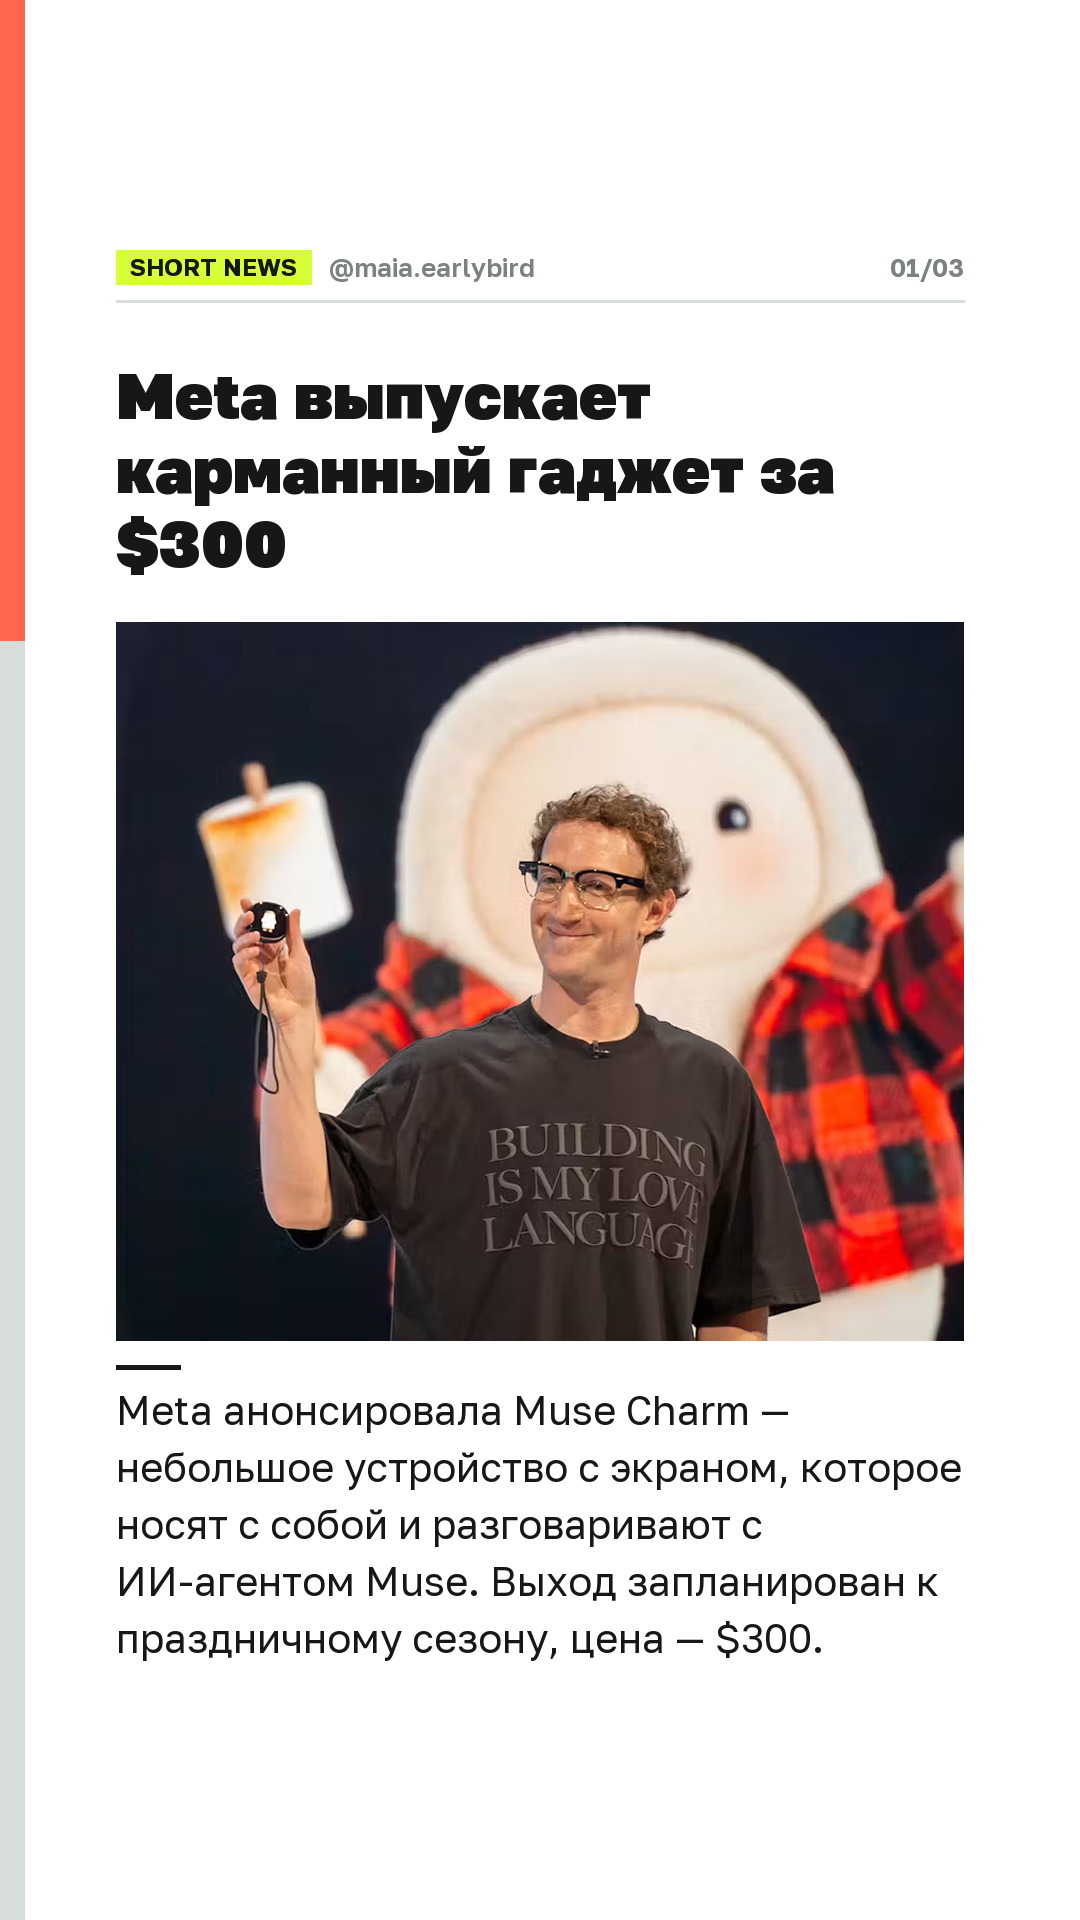 SHORT NEWS @maia.earlybird 01/03
Meta выпускает
карманный гаджет за
$300
BUILDING
IS MY LOVE
LANGUAGE
Meta анонсировала Muse Charm —
небольшое устройство с экраном, которое
носят с собой и разговаривают с
ИИ-агентом Muse. Выход запланирован к
праздничному сезону, цена — $300.